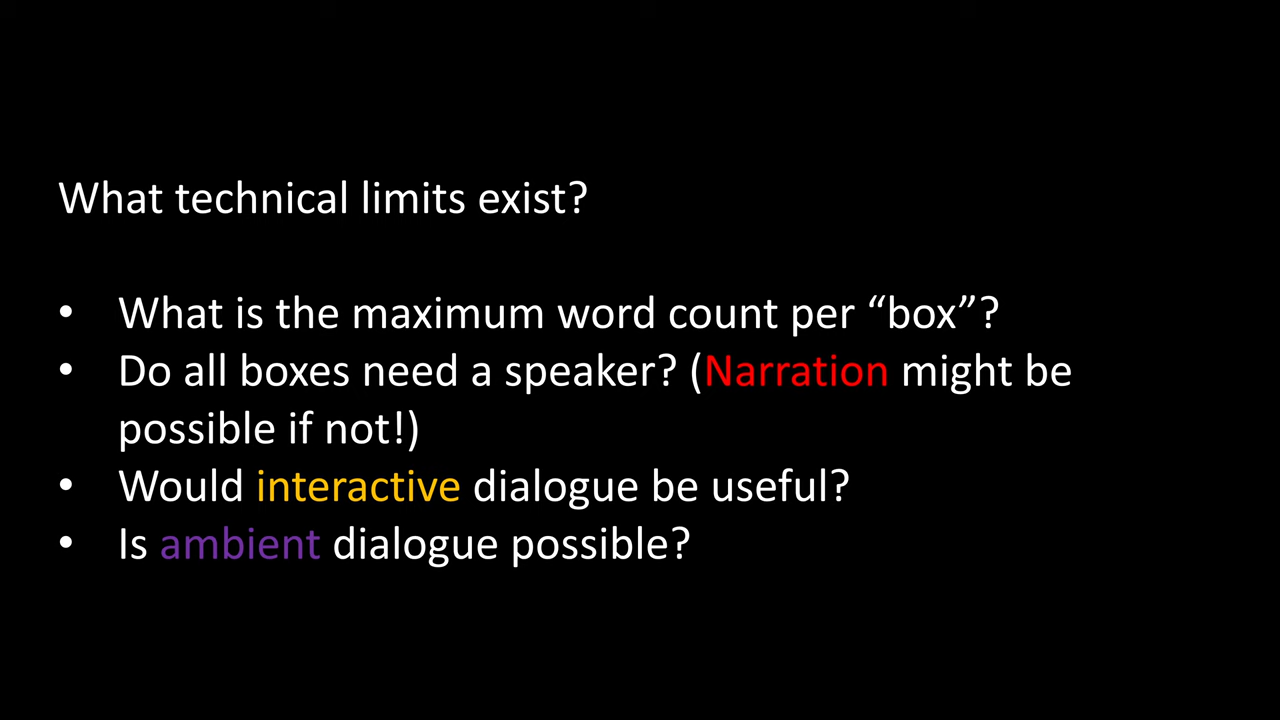 What technical limits exist?
• What is the maximum word count per “box”?
• Do all boxes need a speaker? (Narration might be
possible if not!)
• Would interactive dialogue be useful?
• Is ambient dialogue possible?